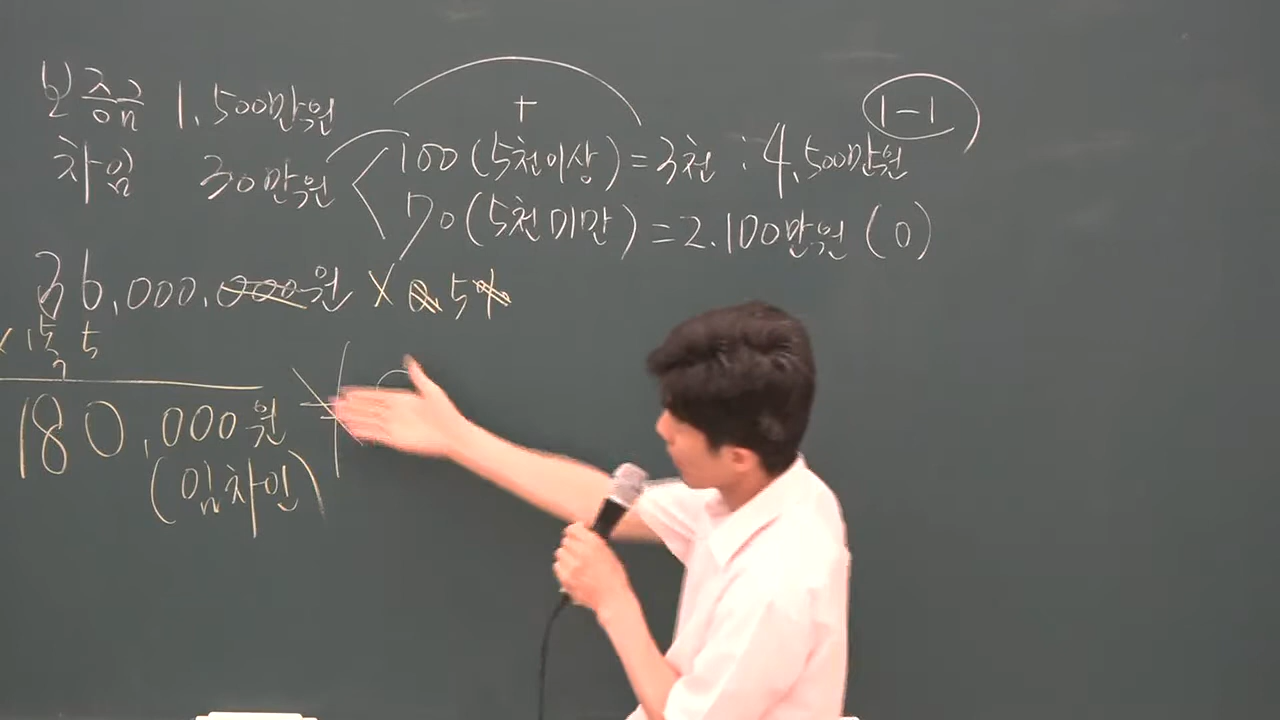 1-1
보증금 1,500만원
+
차임 30만원 < 100(5천이상)=3천 : 4,500만원
70(5천미만)=2.100만원(0)
36,000,000원 × 0.5%
× 5
180,000원
(임차인)